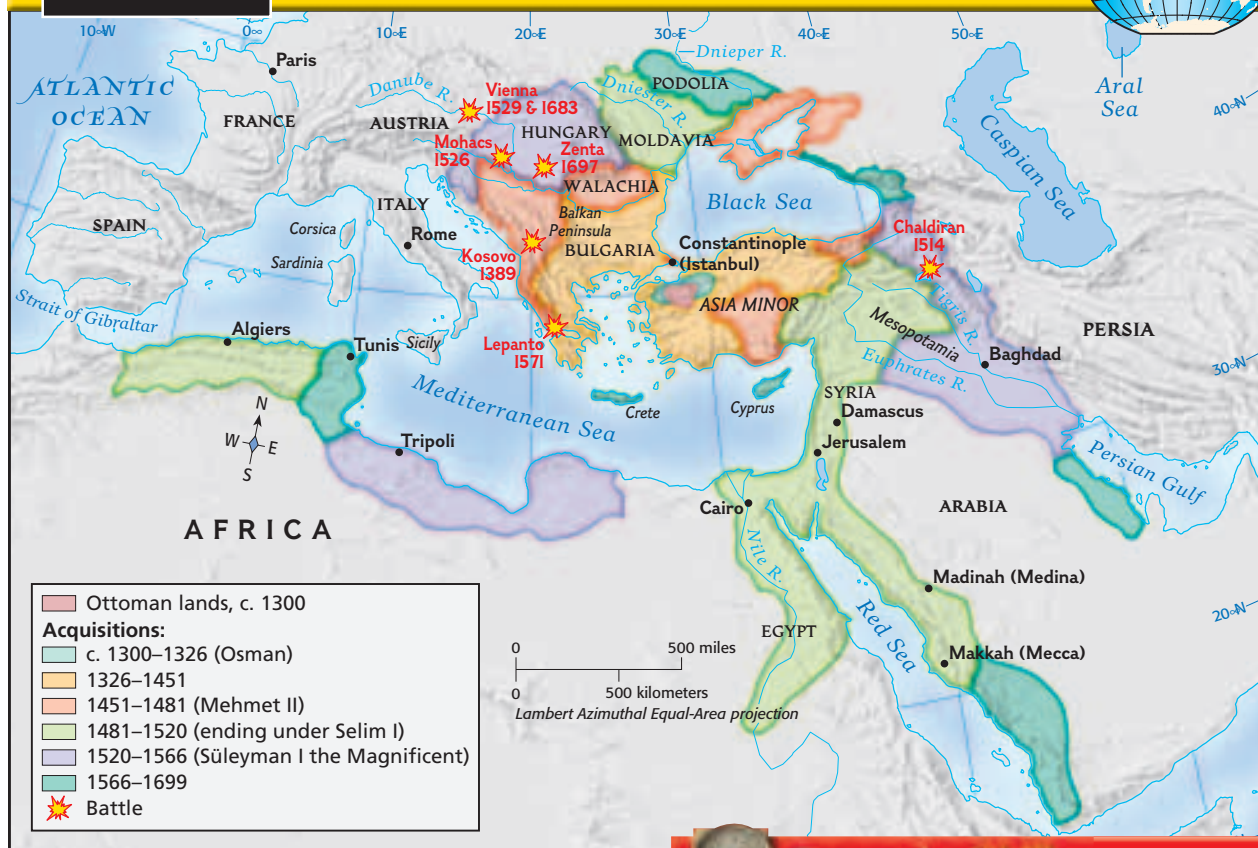 10∞W
0∞
10∞E
20∞E
30∞E
40∞E
50∞E
40∞N
30∞N
20∞N
Paris
ATLANTIC
OCEAN
FRANCE
Danube R.
Vienna
1529 & 1683
AUSTRIA
HUNGARY
Mohacs
1526
Zenta
1697
Dnieper R.
PODOLIA
Dniester R.
MOLDAVIA
WALACHIA
Aral
Sea
Caspian Sea
SPAIN
Corsica
ITALY
Rome
Sardinia
Balkan
Peninsula
BULGARIA
Kosovo
1389
Black Sea
Constantinople
(Istanbul)
Chaldiran
1514
ASIA MINOR
Tigris R.
Mesopotamia
PERSIA
Strait of Gibraltar
Algiers
Tunis
Sicily
Lepanto
1571
Baghdad
Euphrates R.
Mediterranean Sea
Crete
Cyprus
SYRIA
Damascus
Jerusalem
N
W
E
S
Tripoli
Persian Gulf
AFRICA
Cairo
ARABIA
Nile R.
Madinah (Medina)
EGYPT
Red Sea
Makkah (Mecca)
Ottoman lands, c. 1300
Acquisitions:
c. 1300–1326 (Osman)
1326–1451
1451–1481 (Mehmet II)
1481–1520 (ending under Selim I)
1520–1566 (Süleyman I the Magnificent)
1566–1699
Battle
0 500 miles
0 500 kilometers
Lambert Azimuthal Equal-Area projection